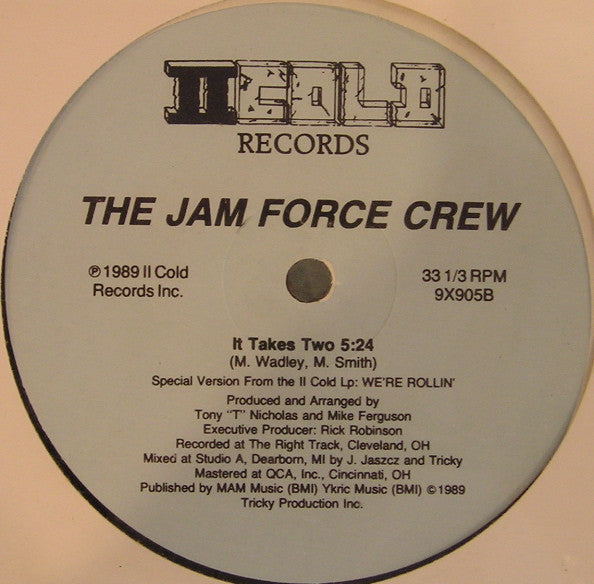 II COLD
RECORDS
THE JAM FORCE CREW
℗ 1989 II Cold
Records Inc.
33 1/3 RPM
9X905B
It Takes Two 5:24
(M. Wadley, M. Smith)
Special Version From the II Cold Lp: WE'RE ROLLIN'
Produced and Arranged by
Tony "T" Nicholas and Mike Ferguson
Executive Producer: Rick Robinson
Recorded at The Right Track, Cleveland, OH
Mixed at Studio A, Dearborn, MI by J. Jaszcz and Tricky
Mastered at QCA, Inc., Cincinnati, OH
Published by MAM Music (BMI) Ykric Music (BMI) © 1989
Tricky Production Inc.